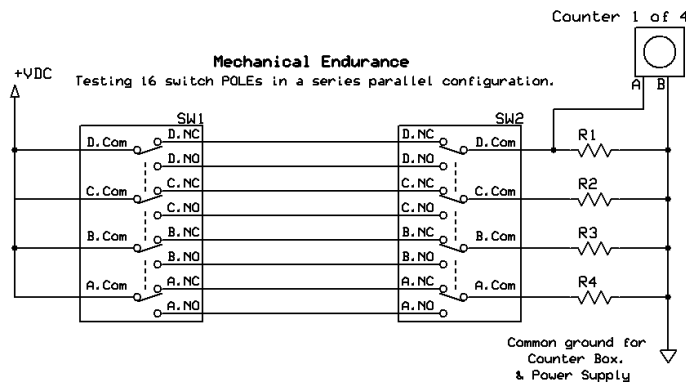 Counter 1 of 4
Mechanical Endurance
+VDC
Testing 16 switch POLEs in a series parallel configuration.
A B
SW1 SW2
D.NC D.NC R1
D.Com D.Com
D.NO D.NO
C.NC C.NC R2
C.Com C.Com
C.NO C.NO
B.NC B.NC R3
B.Com B.Com
B.NO B.NO
A.NC A.NC R4
A.Com A.Com
A.NO A.NO
Common ground for
Counter Box.
& Power Supply